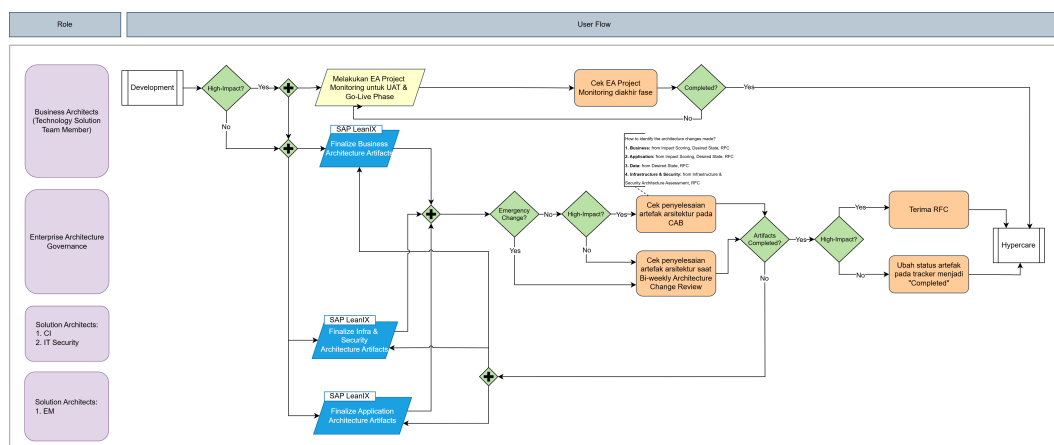 Role
User Flow
Business Architects
(Technology Solution
Team Member)
Development
High-Impact?
Yes
No
Melakukan EA Project
Monitoring untuk UAT &
Go-Live Phase
Cek EA Project
Monitoring diakhir fase
Completed?
Yes
No
SAP LeanIX
Finalize Business
Architecture Artifacts
How to identify the architecture changes made?
1. Business: from Impact Scoring, Desired State, RFC
2. Application: from Impact Scoring, Desired State, RFC
3. Data: from Desired State, RFC
4. Infrastructure & Security: from Infrastructure &
Security Architecture Assessment, RFC
Enterprise Architecture
Governance
Emergency
Change?
No
Yes
High-Impact?
Yes
No
Cek penyelesaian
artefak arsitektur pada
CAB
Cek penyelesaian
artefak arsitektur saat
Bi-weekly Architecture
Change Review
Artifacts
Completed?
Yes
No
High-Impact?
Yes
No
Terima RFC
Ubah status artefak
pada tracker menjadi
"Completed"
Hypercare
Solution Architects:
1. CI
2. IT Security
SAP LeanIX
Finalize Infra &
Security
Architecture Artifacts
Solution Architects:
1. EM
SAP LeanIX
Finalize Application
Architecture Artifacts